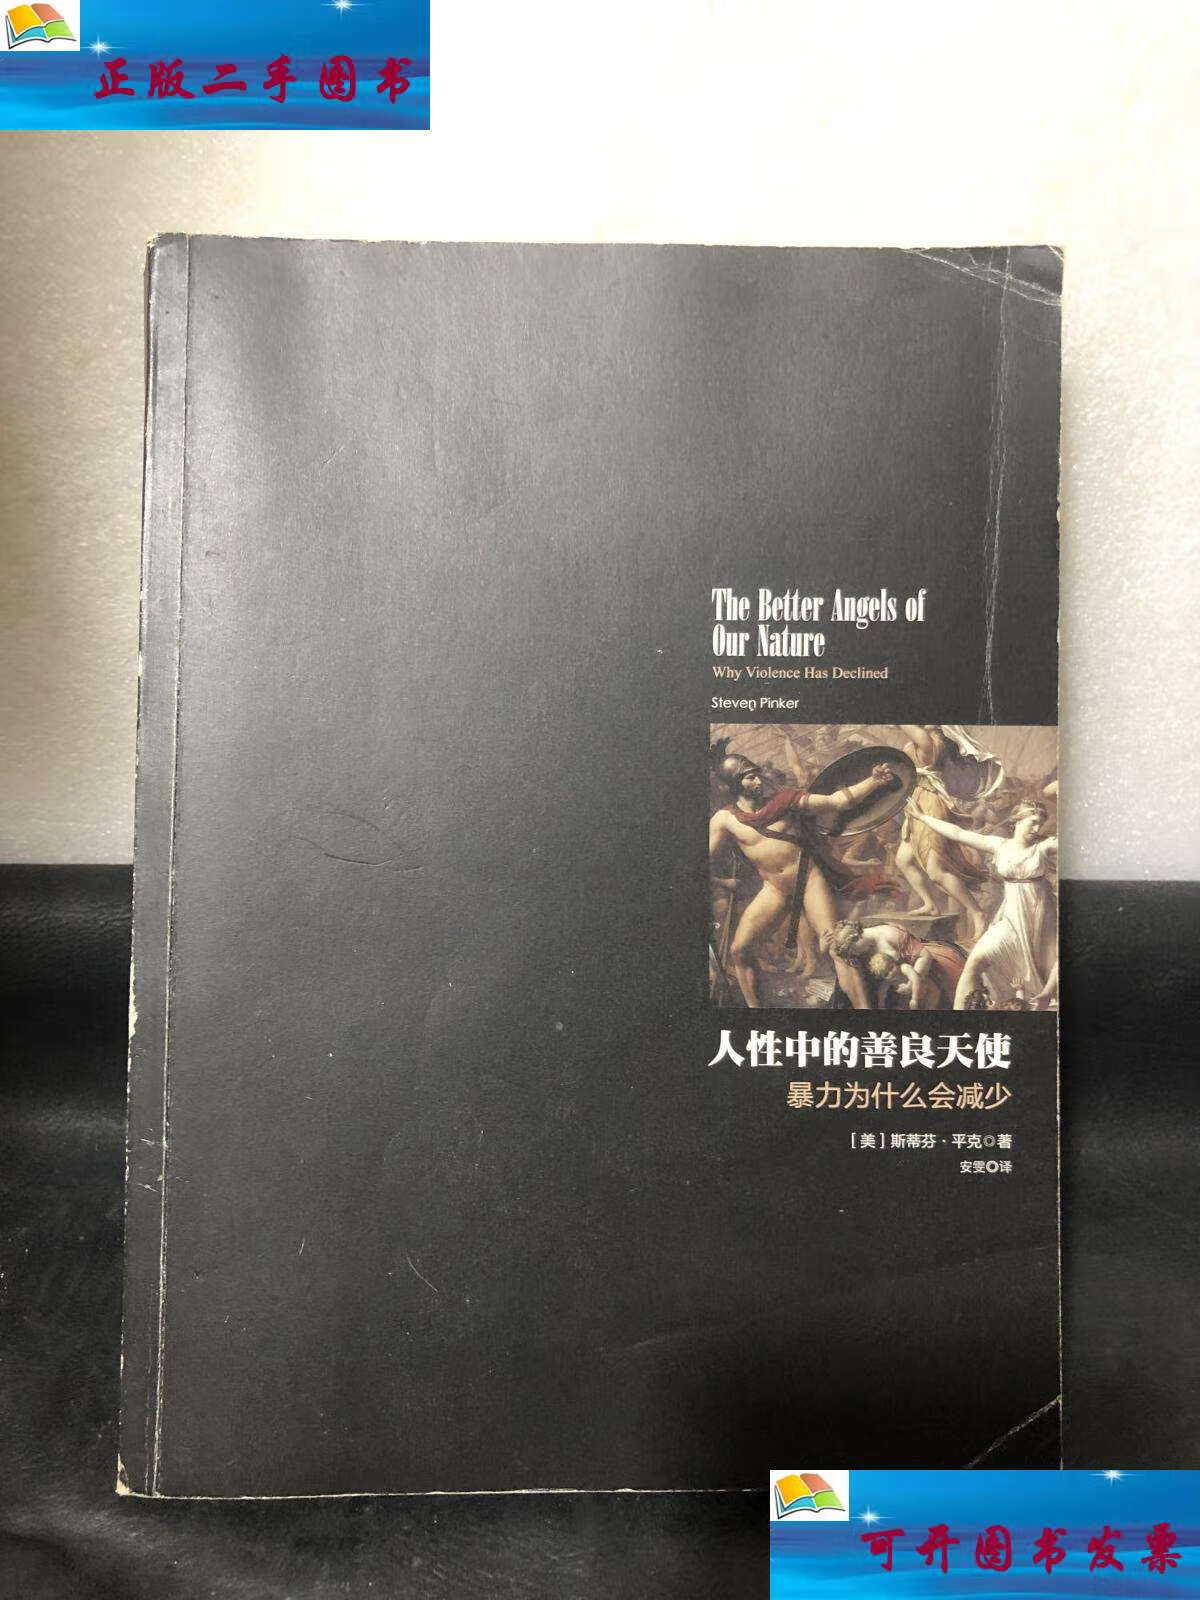 正版二手图书
The Better Angels of
Our Nature
Why Violence Has Declined
Steven Pinker
人性中的善良天使
暴力为什么会减少
[美]斯蒂芬·平克◎著
安雯◎译
可开图书发票